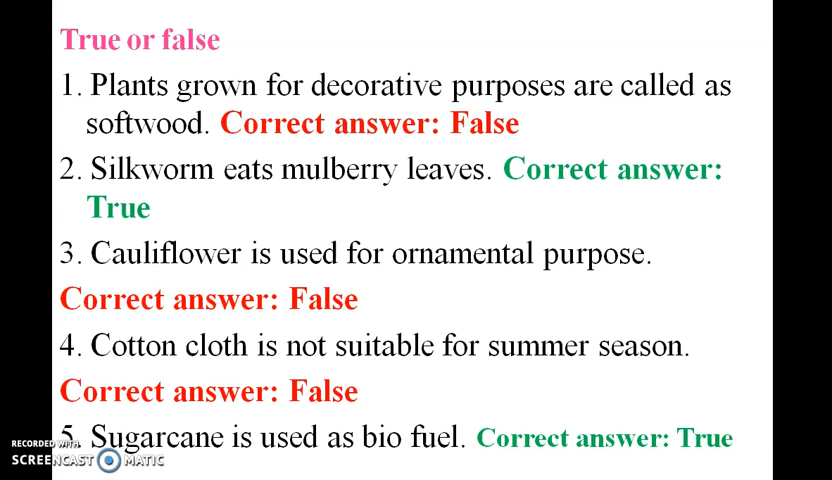 True or false
1. Plants grown for decorative purposes are called as
softwood. Correct answer: False
2. Silkworm eats mulberry leaves. Correct answer:
True
3. Cauliflower is used for ornamental purpose.
Correct answer: False
4. Cotton cloth is not suitable for summer season.
Correct answer: False
5. Sugarcane is used as bio fuel. Correct answer: True
RECORDED WITH
SCREENCAST MATIC